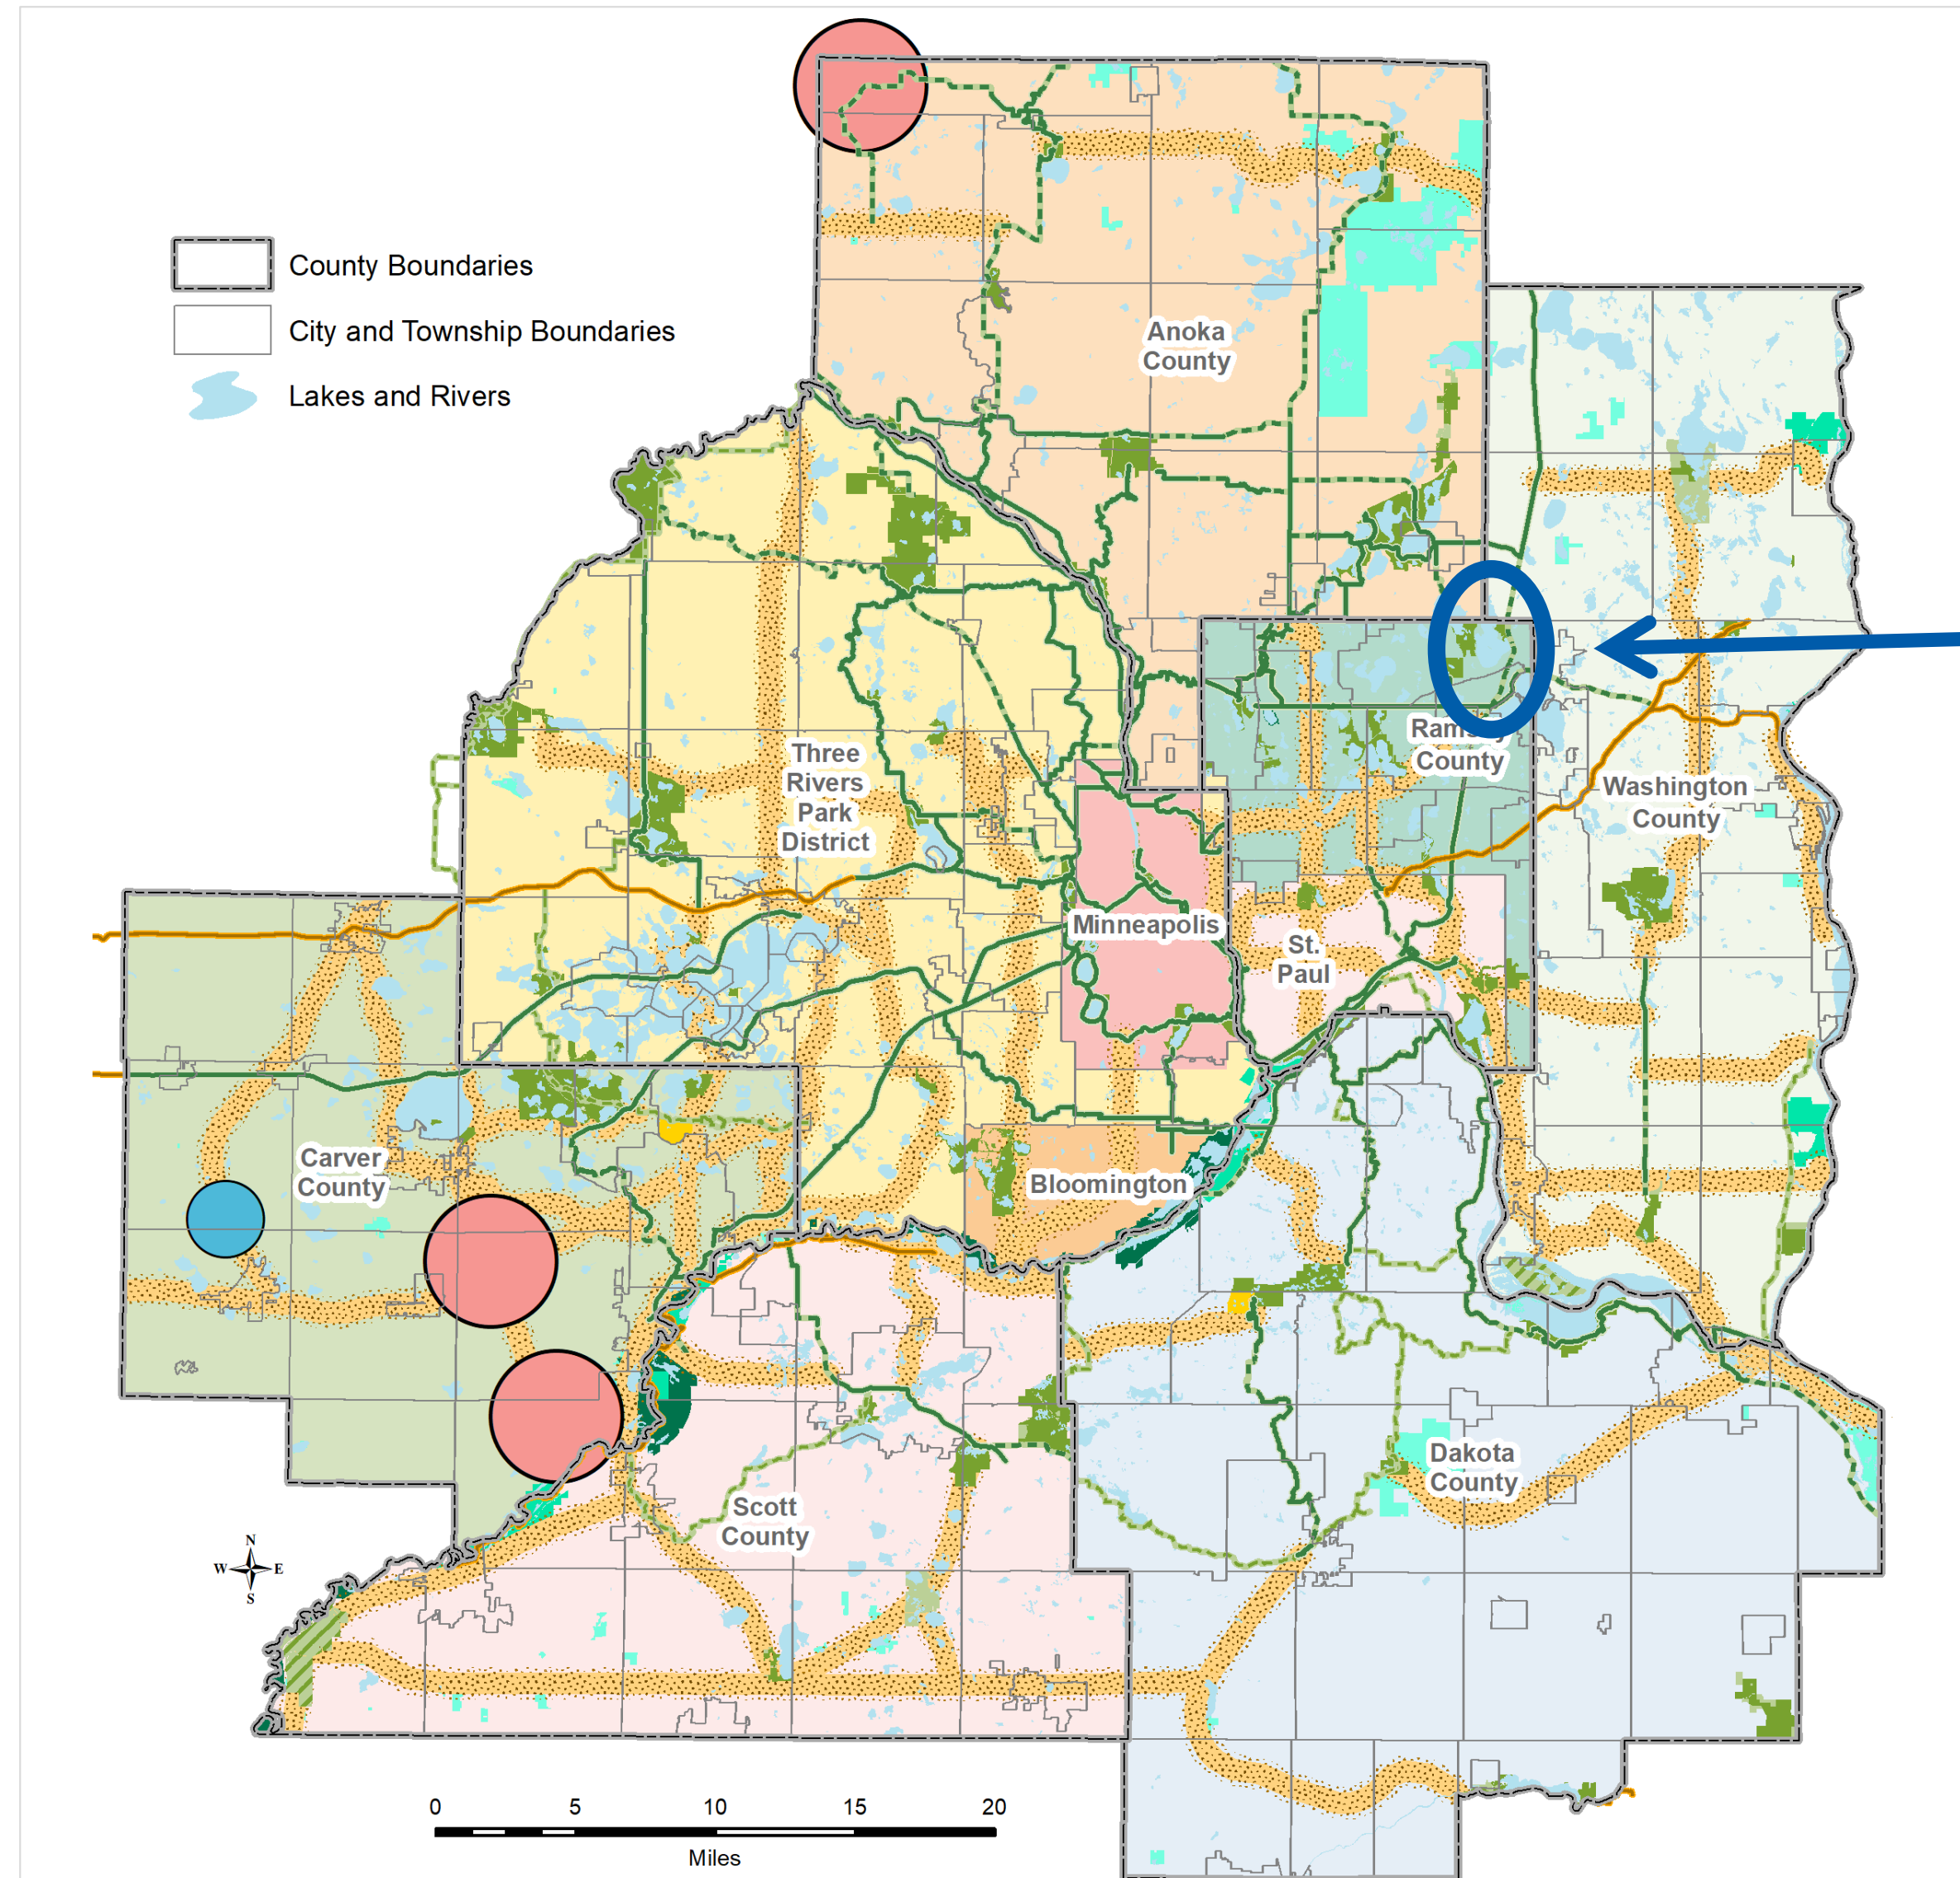 County Boundaries
City and Township Boundaries
Lakes and Rivers
Anoka
County
Three
Rivers
Park
District
County
Washington
County
Minneapolis
St.
Paul
Carver
County
Bloomington
Dakota
County
Scott
County
N
W
E
S
0
5
10
15
20
Miles